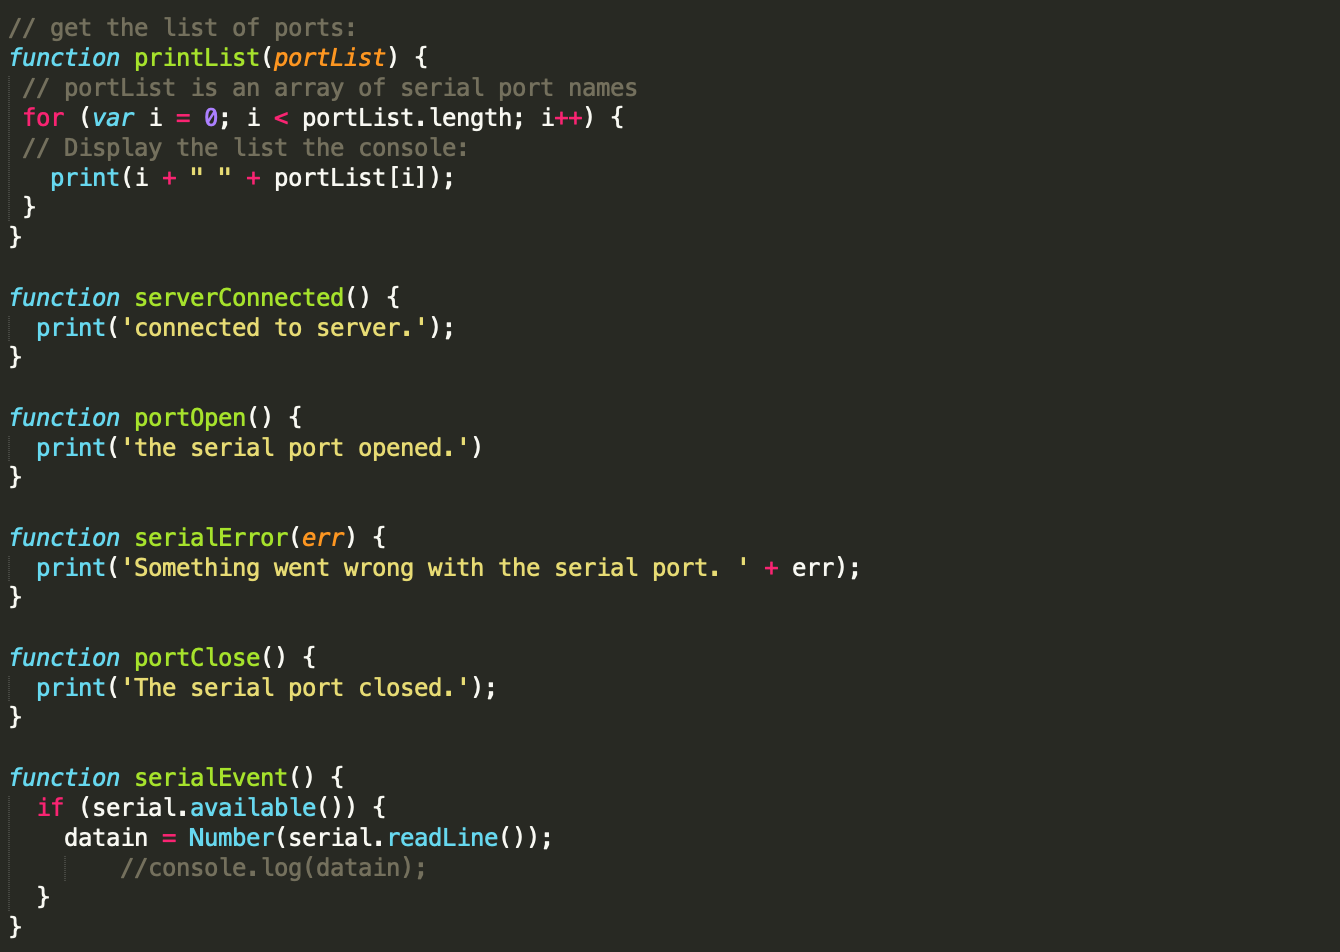 // get the list of ports:
function printList(portList) {
 // portList is an array of serial port names
 for (var i = 0; i < portList.length; i++) {
 // Display the list the console:
   print(i + " " + portList[i]);
 }
}

function serverConnected() {
  print('connected to server.');
}

function portOpen() {
  print('the serial port opened.')
}

function serialError(err) {
  print('Something went wrong with the serial port. ' + err);
}

function portClose() {
  print('The serial port closed.');
}

function serialEvent() {
  if (serial.available()) {
    datain = Number(serial.readLine());
        //console.log(datain);
  }
}